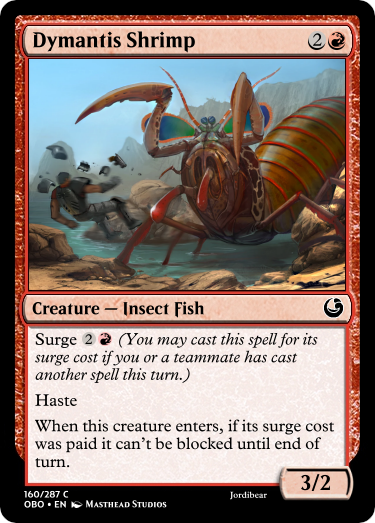 Dymantis Shrimp 2
Creature — Insect Fish
Surge 2 (You may cast this spell for its
surge cost if you or a teammate has cast
another spell this turn.)
Haste
When this creature enters, if its surge cost
was paid it can't be blocked until end of
turn.
3/2
160/287 C
OBO • EN Masthead Studios
Jordibear